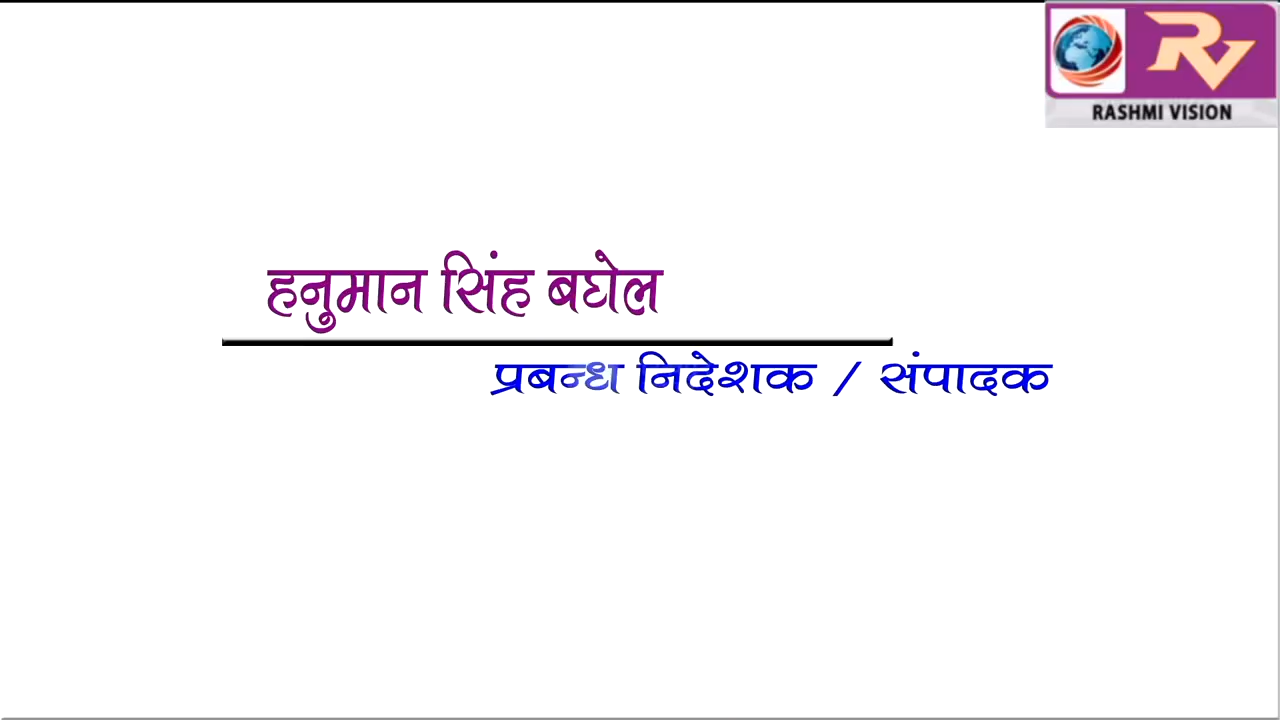 RV
RASHMI VISION
हनुमान सिंह बघेल
प्रबन्ध निदेशक / संपादक